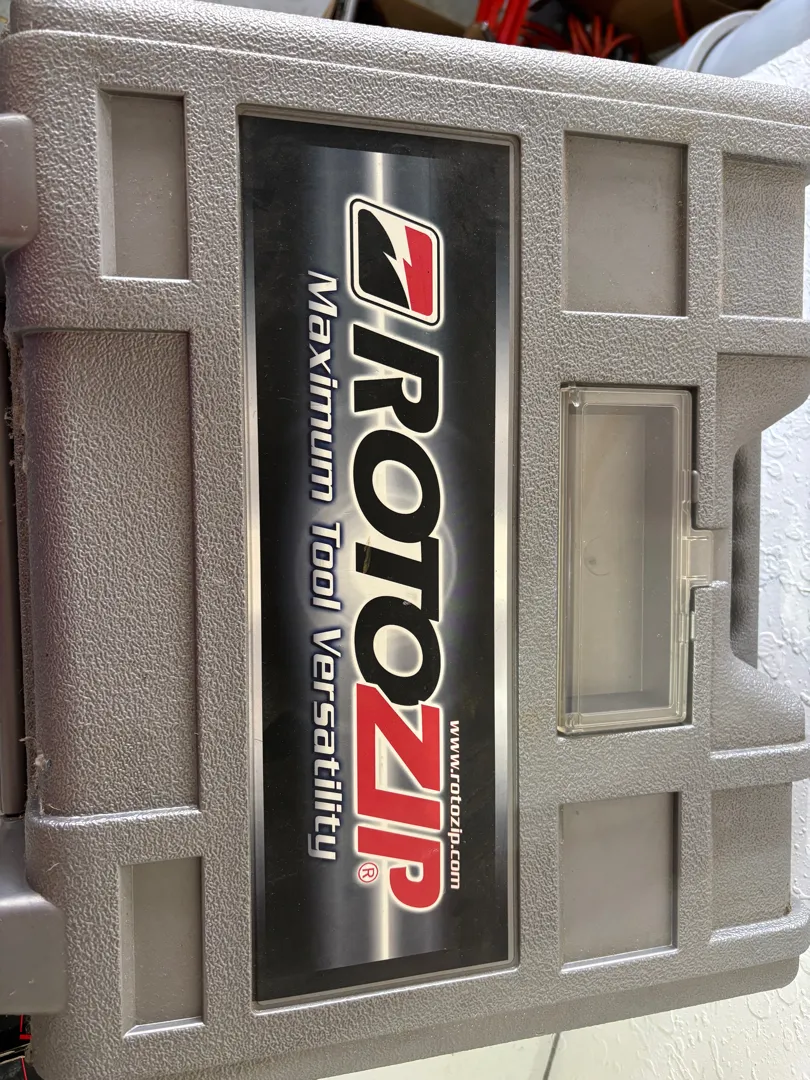 www.rotozip.com
ROTOZIP®
Maximum Tool Versatility